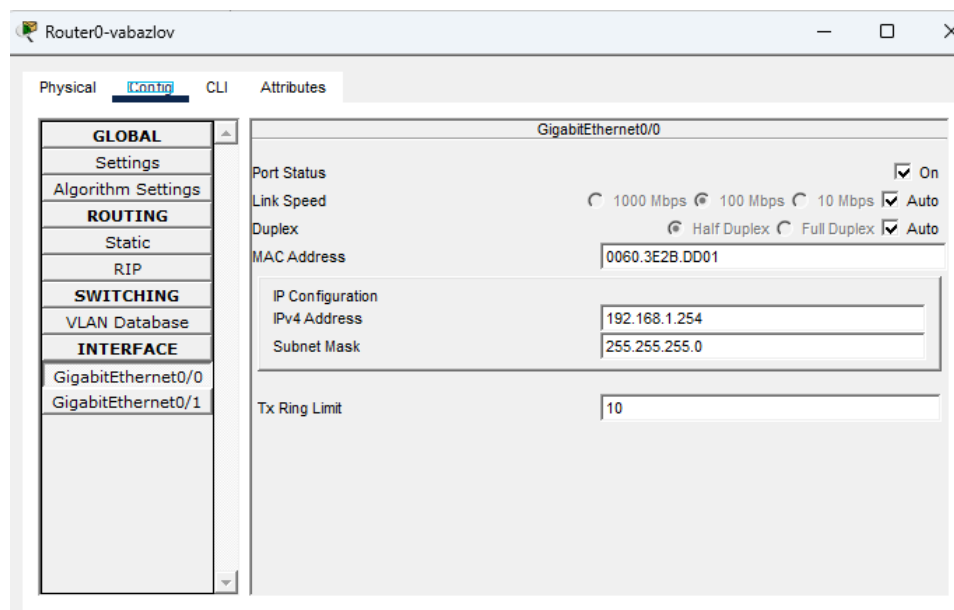 Router0-vabazlov
Physical Config CLI Attributes
GLOBAL
Settings
Algorithm Settings
ROUTING
Static
RIP
SWITCHING
VLAN Database
INTERFACE
GigabitEthernet0/0
GigabitEthernet0/1
GigabitEthernet0/0
Port Status On
Link Speed 1000 Mbps 100 Mbps 10 Mbps Auto
Duplex Half Duplex Full Duplex Auto
MAC Address 0060.3E2B.DD01
IP Configuration
IPv4 Address 192.168.1.254
Subnet Mask 255.255.255.0
Tx Ring Limit 10